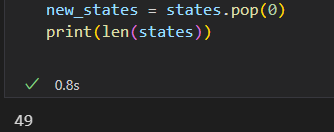 new_states = states.pop(0)
print(len(states))
0.8s
49